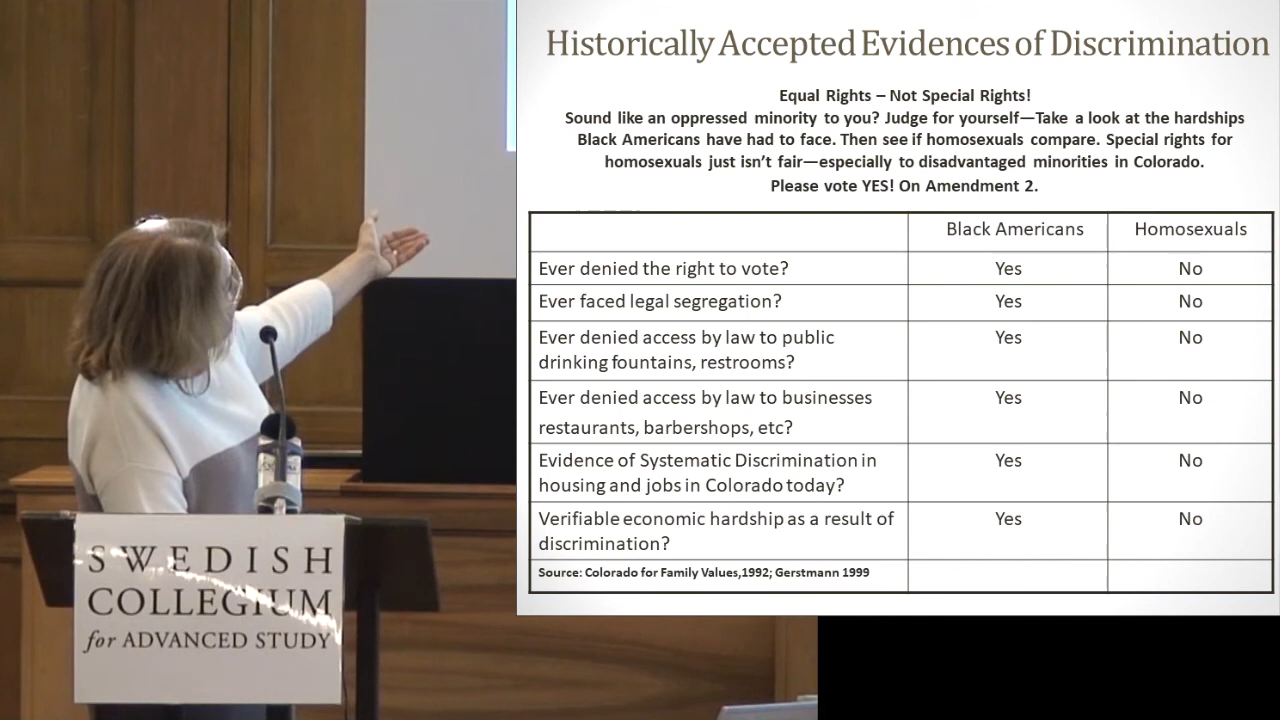 Historically Accepted Evidences of Discrimination
Equal Rights – Not Special Rights!
Sound like an oppressed minority to you? Judge for yourself—Take a look at the hardships
Black Americans have had to face. Then see if homosexuals compare. Special rights for
homosexuals just isn't fair—especially to disadvantaged minorities in Colorado.
Please vote YES! On Amendment 2.
Black Americans Homosexuals
Ever denied the right to vote? Yes No
Ever faced legal segregation? Yes No
Ever denied access by law to public Yes No
drinking fountains, restrooms?
Ever denied access by law to businesses Yes No
restaurants, barbershops, etc?
Evidence of Systematic Discrimination in Yes No
housing and jobs in Colorado today?
Verifiable economic hardship as a result of Yes No
discrimination?
Source: Colorado for Family Values,1992; Gerstmann 1999
SWEDISH
COLLEGIUM
for ADVANCED STUDY